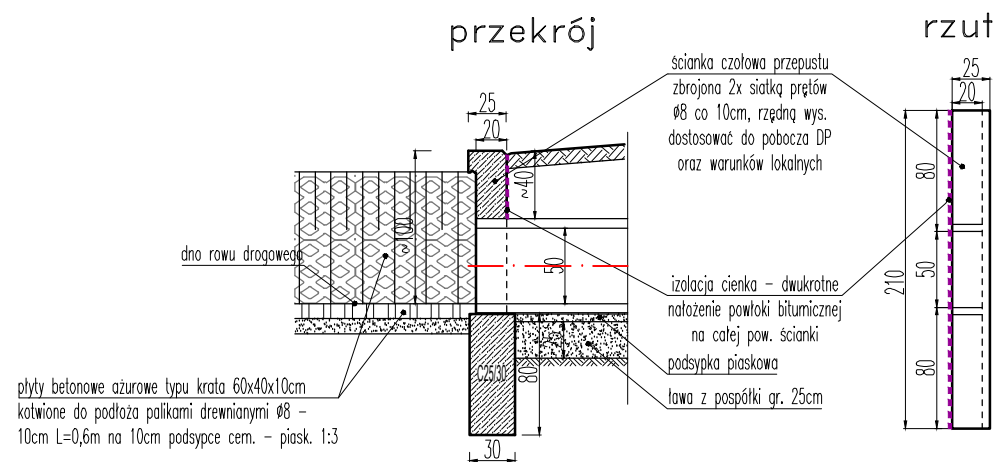 przekrój
rzut
ścianka czołowa przepustu
zbrojona 2x siatką prętów
ø8 co 10cm, rzędną wys.
dostosować do pobocza DP
oraz warunków lokalnych
25
20
~40
~100
50
dno rowu drogowego
izolacja cienka – dwukrotne
nałożenie powłoki bitumicznej
na całej pow. ścianki
podsypka piaskowa
ława z pospółki gr. 25cm
płyty betonowe ażurowe typu krata 60x40x10cm
kotwione do podłoża palikami drewnianymi ø8 –
10cm L=0,6m na 10cm podsypce cem. – piask. 1:3
C25/30
80
30
25
20
80
50
80
210